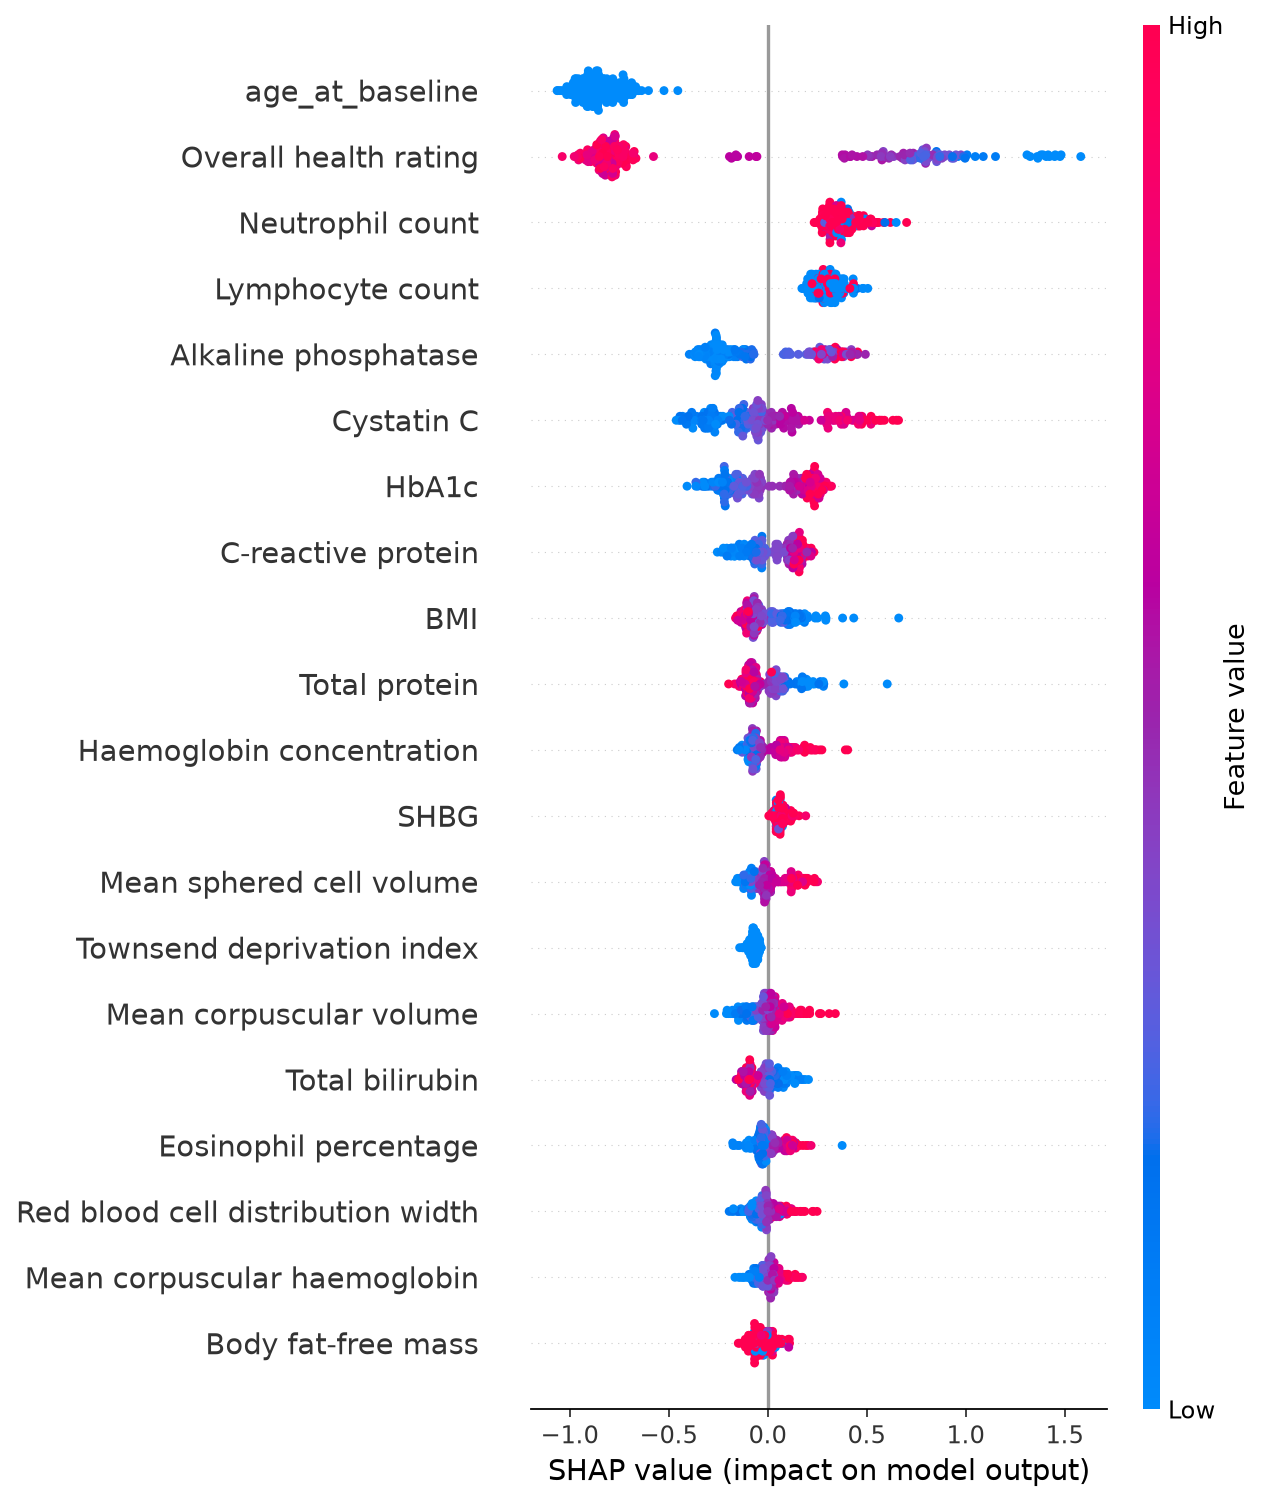 High
age_at_baseline
Overall health rating
Neutrophil count
Lymphocyte count
Alkaline phosphatase
Cystatin C
HbA1c
C-reactive protein
BMI
Total protein
Haemoglobin concentration
SHBG
Mean sphered cell volume
Townsend deprivation index
Mean corpuscular volume
Total bilirubin
Eosinophil percentage
Red blood cell distribution width
Mean corpuscular haemoglobin
Body fat-free mass
Feature value
Low
−1.0 −0.5 0.0 0.5 1.0 1.5
SHAP value (impact on model output)